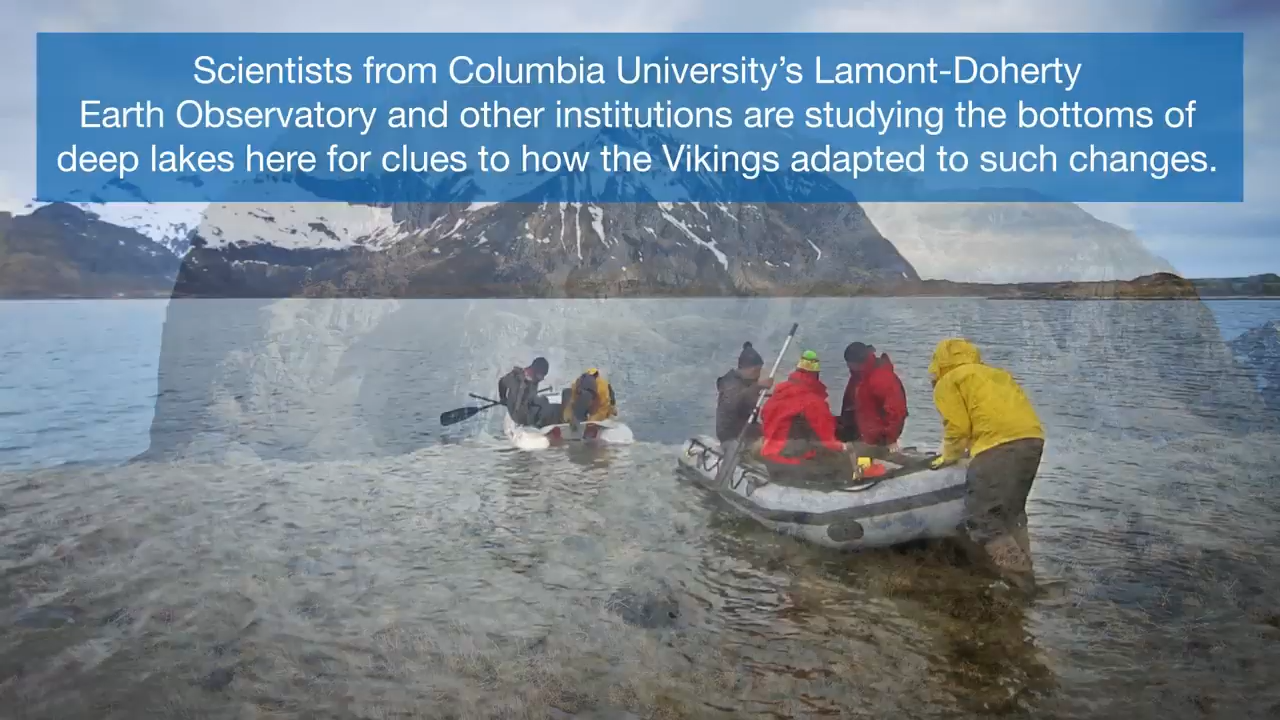 Scientists from Columbia University’s Lamont-Doherty
Earth Observatory and other institutions are studying the bottoms of
deep lakes here for clues to how the Vikings adapted to such changes.